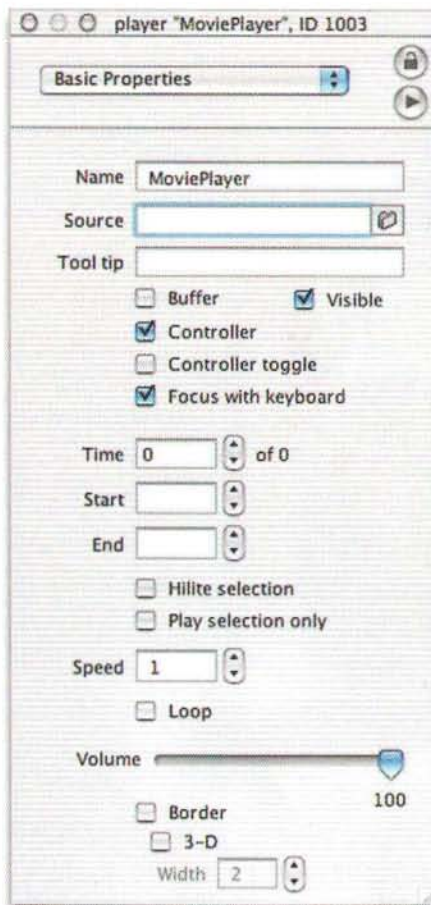 player "MoviePlayer", ID 1003
Basic Properties
Name MoviePlayer
Source
Tool tip
Buffer Visible
Controller
Controller toggle
Focus with keyboard
Time 0 of 0
Start
End
Hilite selection
Play selection only
Speed 1
Loop
Volume
100
Border
3-D
Width 2